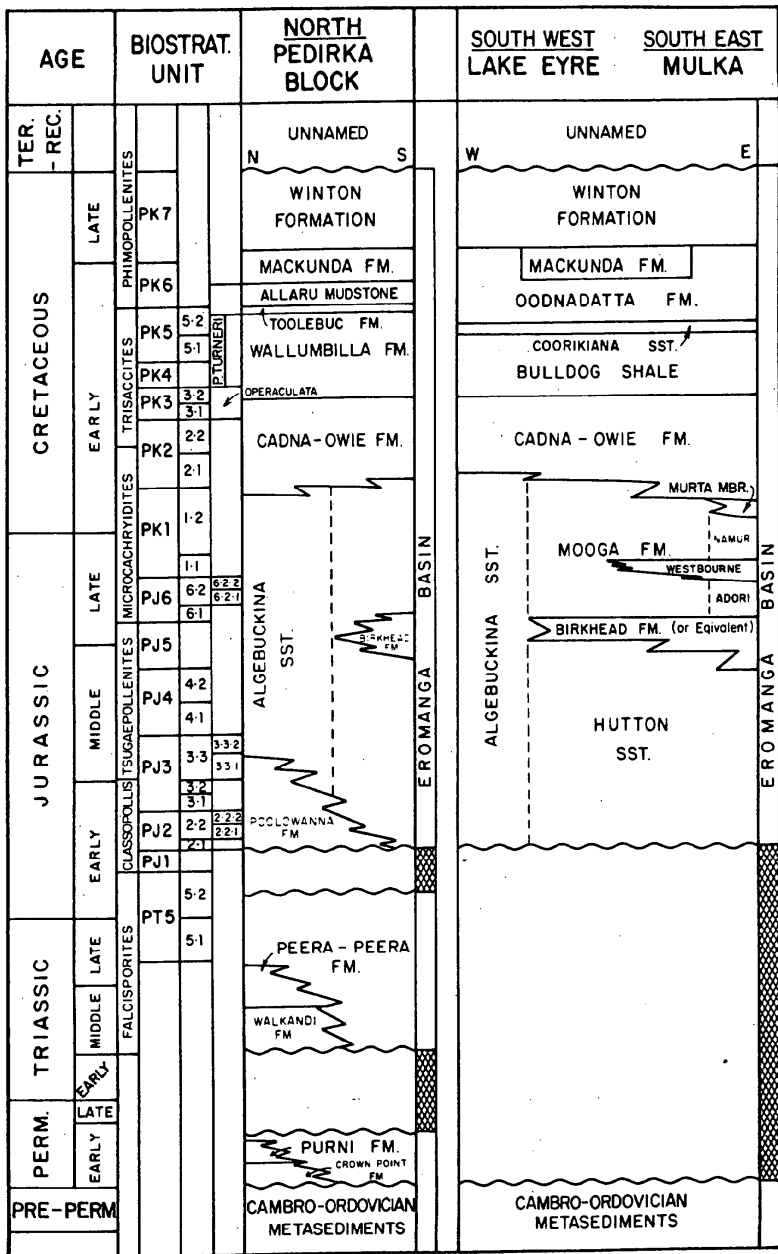 AGE
BIOSTRAT.
UNIT
NORTH
PEDIRKA
BLOCK
SOUTH WEST
LAKE EYRE
SOUTH EAST
MULKA
TER.
-REC.
CRETACEOUS
JURASSIC
TRIASSIC
PERM.
PRE-PERM
LATE
EARLY
LATE
MIDDLE
EARLY
LATE
MIDDLE
EARLY
LATE
EARLY
PHIMOPOLLENITES
TRISACCITES
MICROCACHRYIDITES
TSUGAEPOLLENITES
CLASSOPOLLIS
FALCISPORITES
PK7
PK6
PK5
5·2
5·1
PK4
PK3
3·2
3·1
PK2
2·2
2·1
PK1
1·2
1·1
PJ6
6·2
6·2·2
6·2·1
6·1
PJ5
PJ4
4·2
4·1
PJ3
3·3
3·3·2
3·3·1
3·2
3·1
PJ2
2·2
2·2·2
2·2·1
2·1
PJ1
PT5
5·2
5·1
P.TURNERI
OPERACULATA
UNNAMED
N S
WINTON
FORMATION
MACKUNDA FM.
ALLARU MUDSTONE
TOOLEBUC FM.
WALLUMBILLA FM.
CADNA-OWIE FM.
ALGEBUCKINA
SST.
BIRKHEAD
FM
POOLOWANNA
FM
PEERA-PEERA
FM.
WALKANDI
FM
PURNI FM.
CROWN POINT
FM
CAMBRO-ORDOVICIAN
METASEDIMENTS
EROMANGA BASIN
UNNAMED
W E
WINTON
FORMATION
MACKUNDA FM.
OODNADATTA FM.
COORIKIANA SST.
BULLDOG SHALE
CADNA-OWIE FM.
MURTA MBR.
NAMUR
MOOGA FM.
WESTBOURNE
ADORI
BIRKHEAD FM. (or Eqivalent)
ALGEBUCKINA SST.
HUTTON
SST.
CAMBRO-ORDOVICIAN
METASEDIMENTS
EROMANGA BASIN